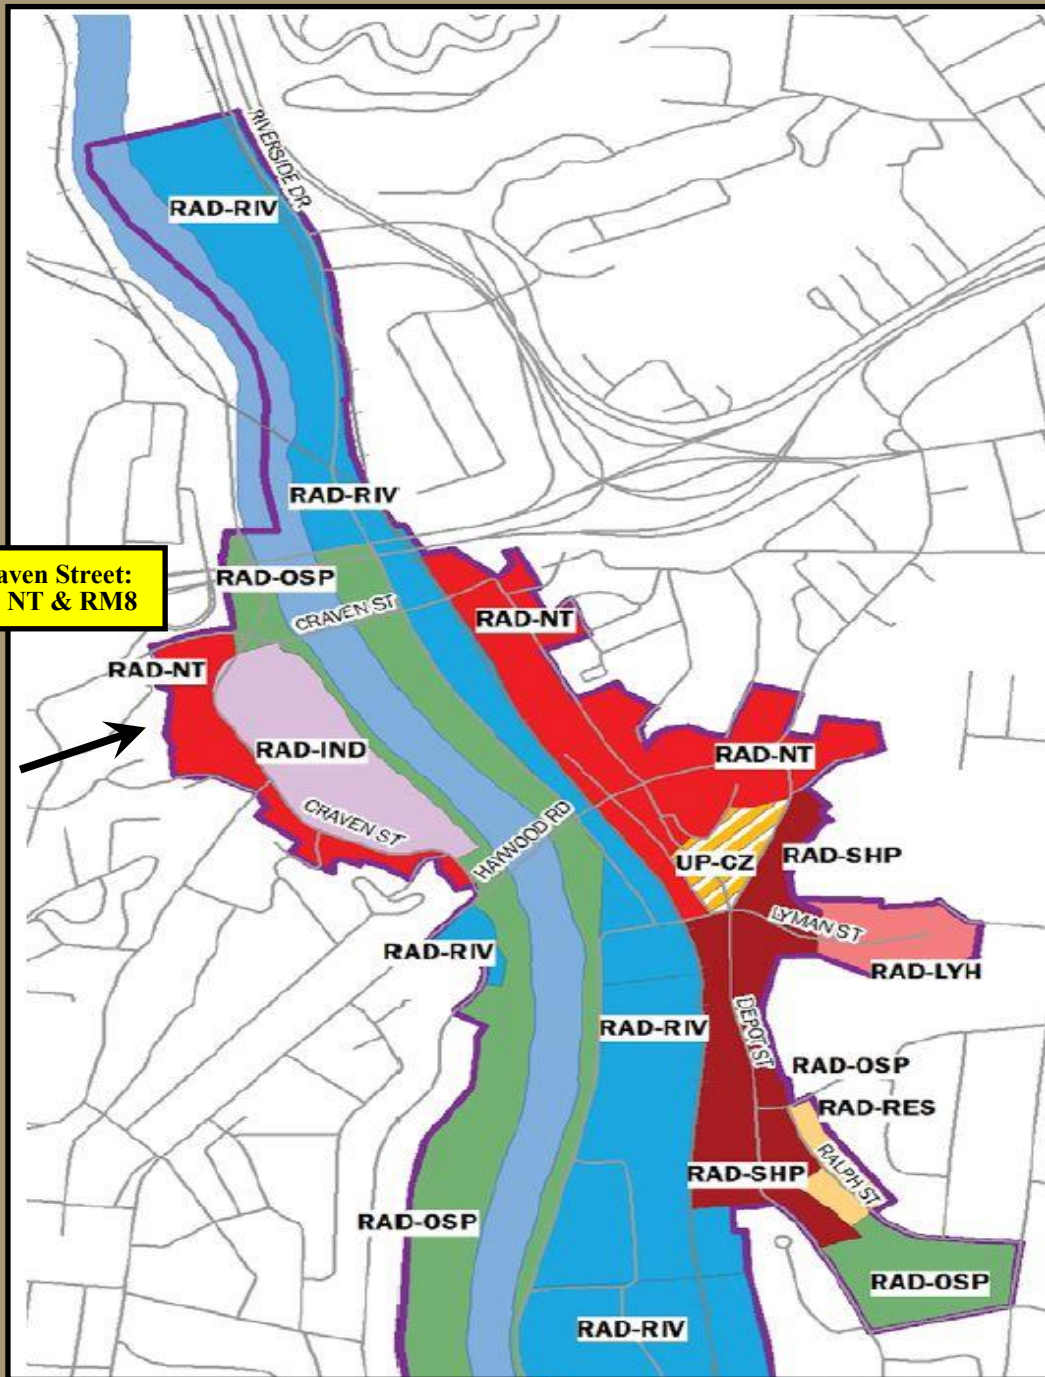 RIVERSIDE DR
RAD-RIV
RAD-RIV
aven Street:
NT & RM8
RAD-OSP
CRAVEN ST
RAD-NT
RAD-NT
RAD-IND
RAD-NT
CRAVEN ST
HAYWOOD RD
UP-CZ
RAD-SHP
LYMAN ST
RAD-RIV
RAD-LYH
RAD-RIV
DEPOT ST
RAD-OSP
RAD-RES
RAD-SHP
RALPH ST
RAD-OSP
RAD-OSP
RAD-RIV